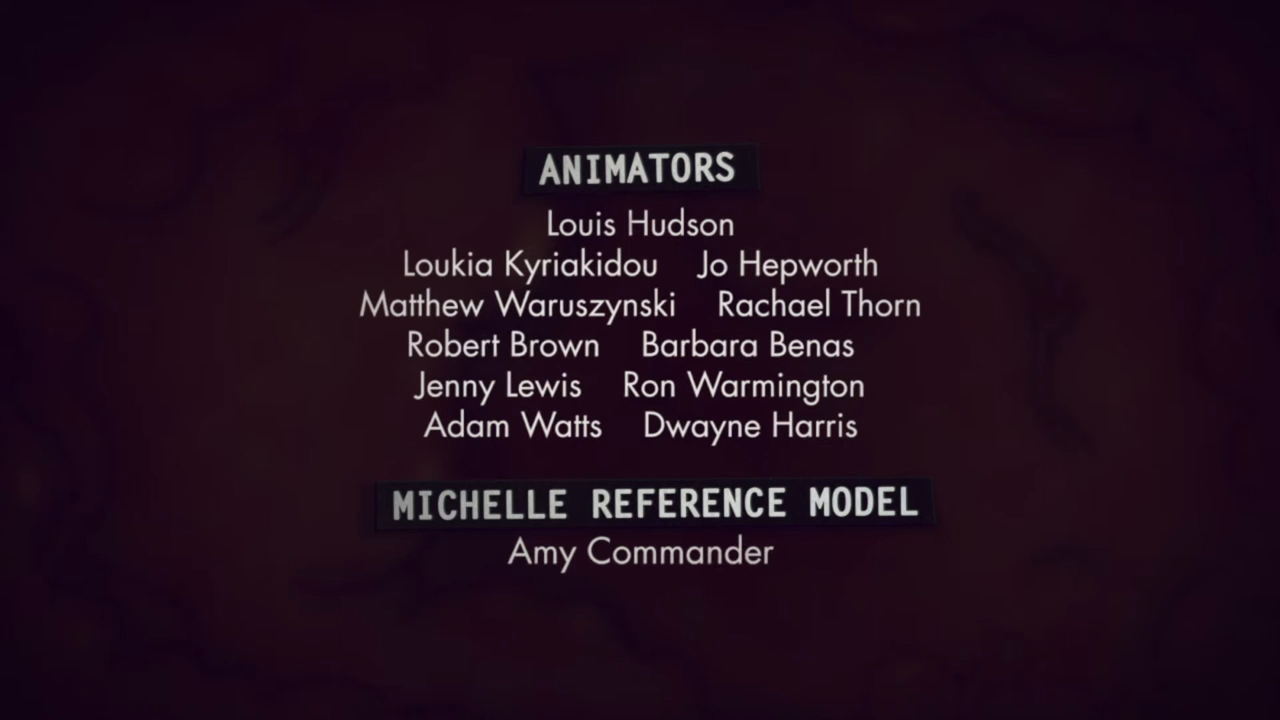 ANIMATORS
Louis Hudson
Loukia Kyriakidou Jo Hepworth
Matthew Waruszynski Rachael Thorn
Robert Brown Barbara Benas
Jenny Lewis Ron Warmington
Adam Watts Dwayne Harris
MICHELLE REFERENCE MODEL
Amy Commander